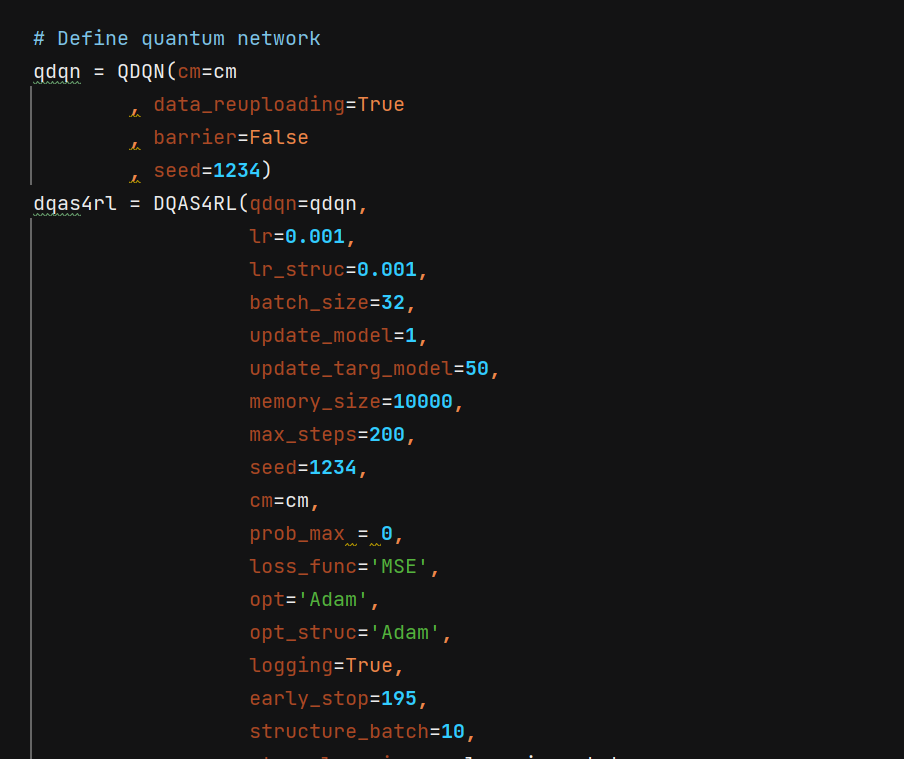 # Define quantum network
qdqn = QDQN(cm=cm
, data_reuploading=True
, barrier=False
, seed=1234)
dqas4rl = DQAS4RL(qdqn=qdqn,
lr=0.001,
lr_struc=0.001,
batch_size=32,
update_model=1,
update_targ_model=50,
memory_size=10000,
max_steps=200,
seed=1234,
cm=cm,
prob_max = 0,
loss_func='MSE',
opt='Adam',
opt_struc='Adam',
logging=True,
early_stop=195,
structure_batch=10,